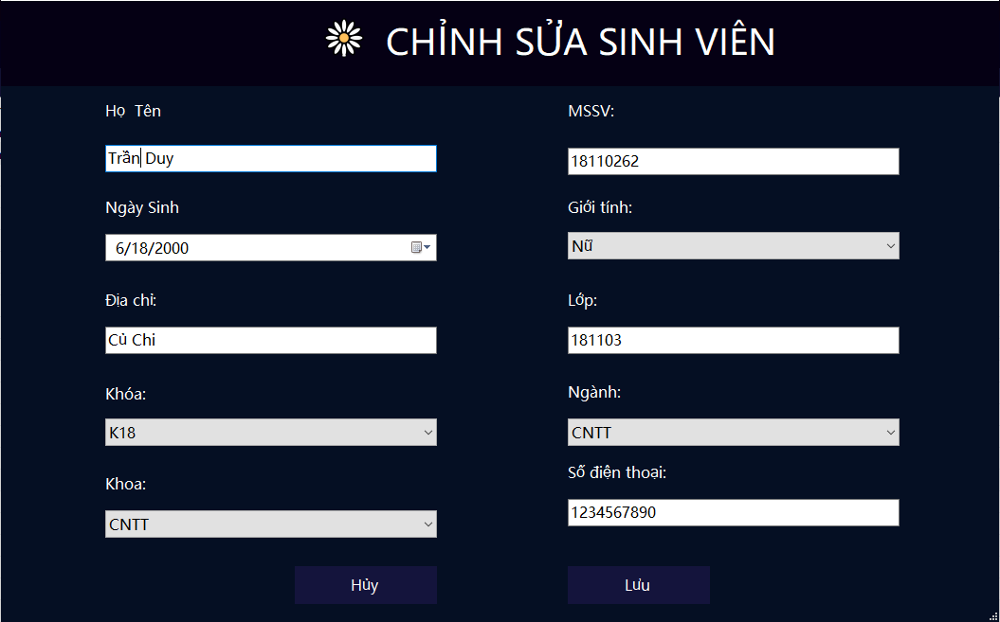 CHỈNH SỬA SINH VIÊN
Họ Tên
MSSV:
Trần Duy
18110262
Ngày Sinh
Giới tính:
6/18/2000
Nữ
Địa chỉ:
Lớp:
Củ Chi
181103
Khóa:
Ngành:
K18
CNTT
Khoa:
Số điện thoại:
CNTT
1234567890
Hủy
Lưu